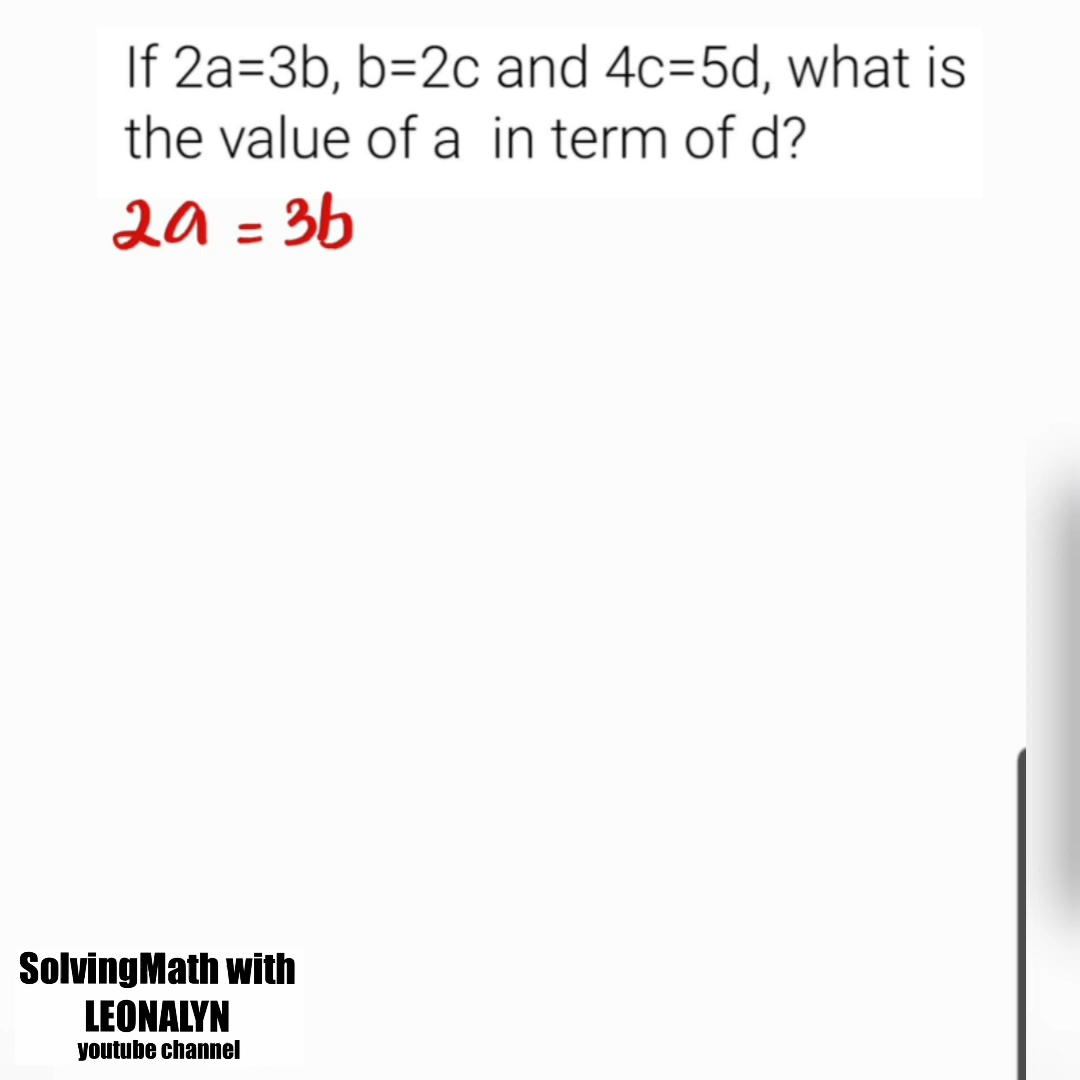 If 2a=3b, b=2c and 4c=5d, what is
the value of a in term of d?
2a = 3b
SolvingMath with
LEONALYN
youtube channel